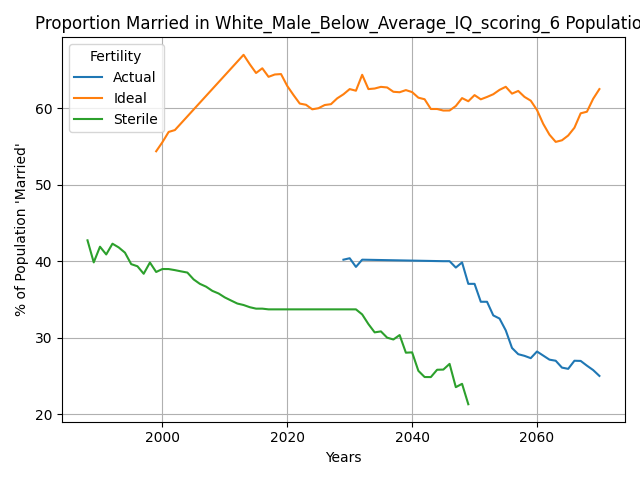 Proportion Married in White_Male_Below_Average_IQ_scoring_6 Populatio
Fertility
Actual
Ideal
Sterile
% of Population 'Married'
60
50
40
30
20
2000
2020
2040
2060
Years